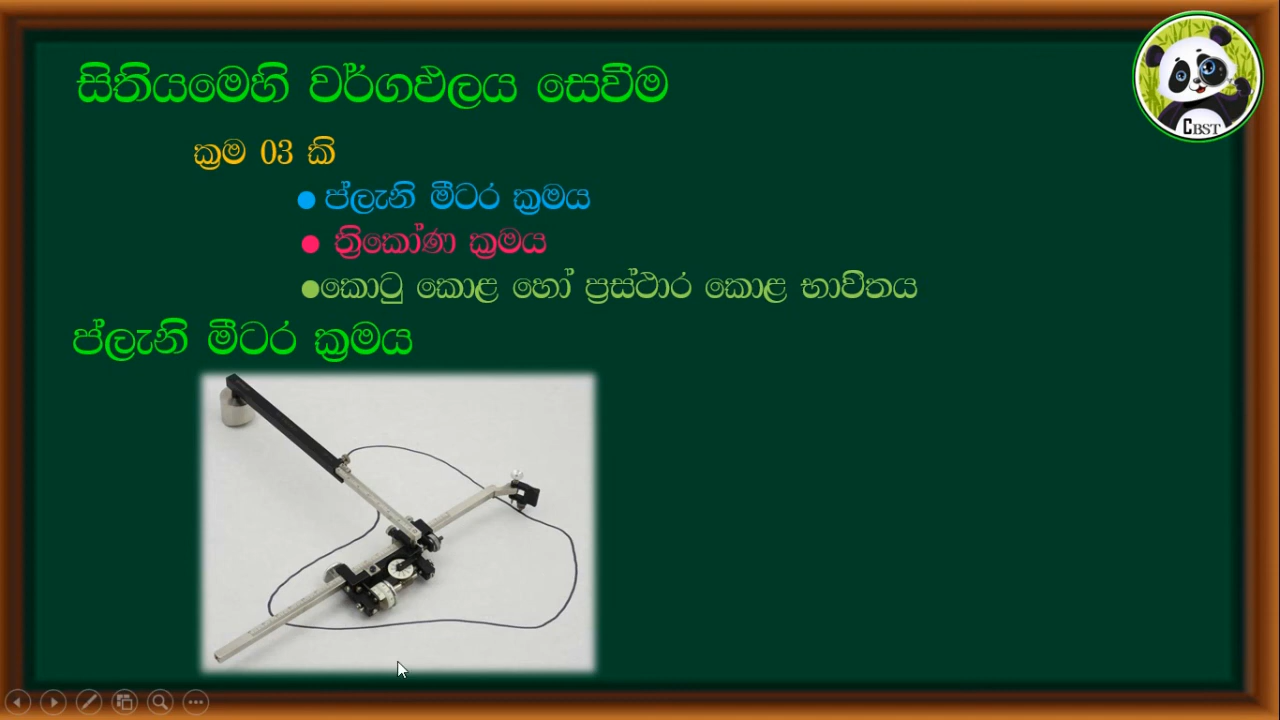 සිතියමෙහි වර්ගඵලය සෙවීම
ක්‍රම 03 කි
● ප්ලැනි මීටර ක්‍රමය
● ත්‍රිකෝණ ක්‍රමය
●කොටු කොළ හෝ ප්‍රස්ථාර කොළ භාවිතය
ප්ලැනි මීටර ක්‍රමය
CBST